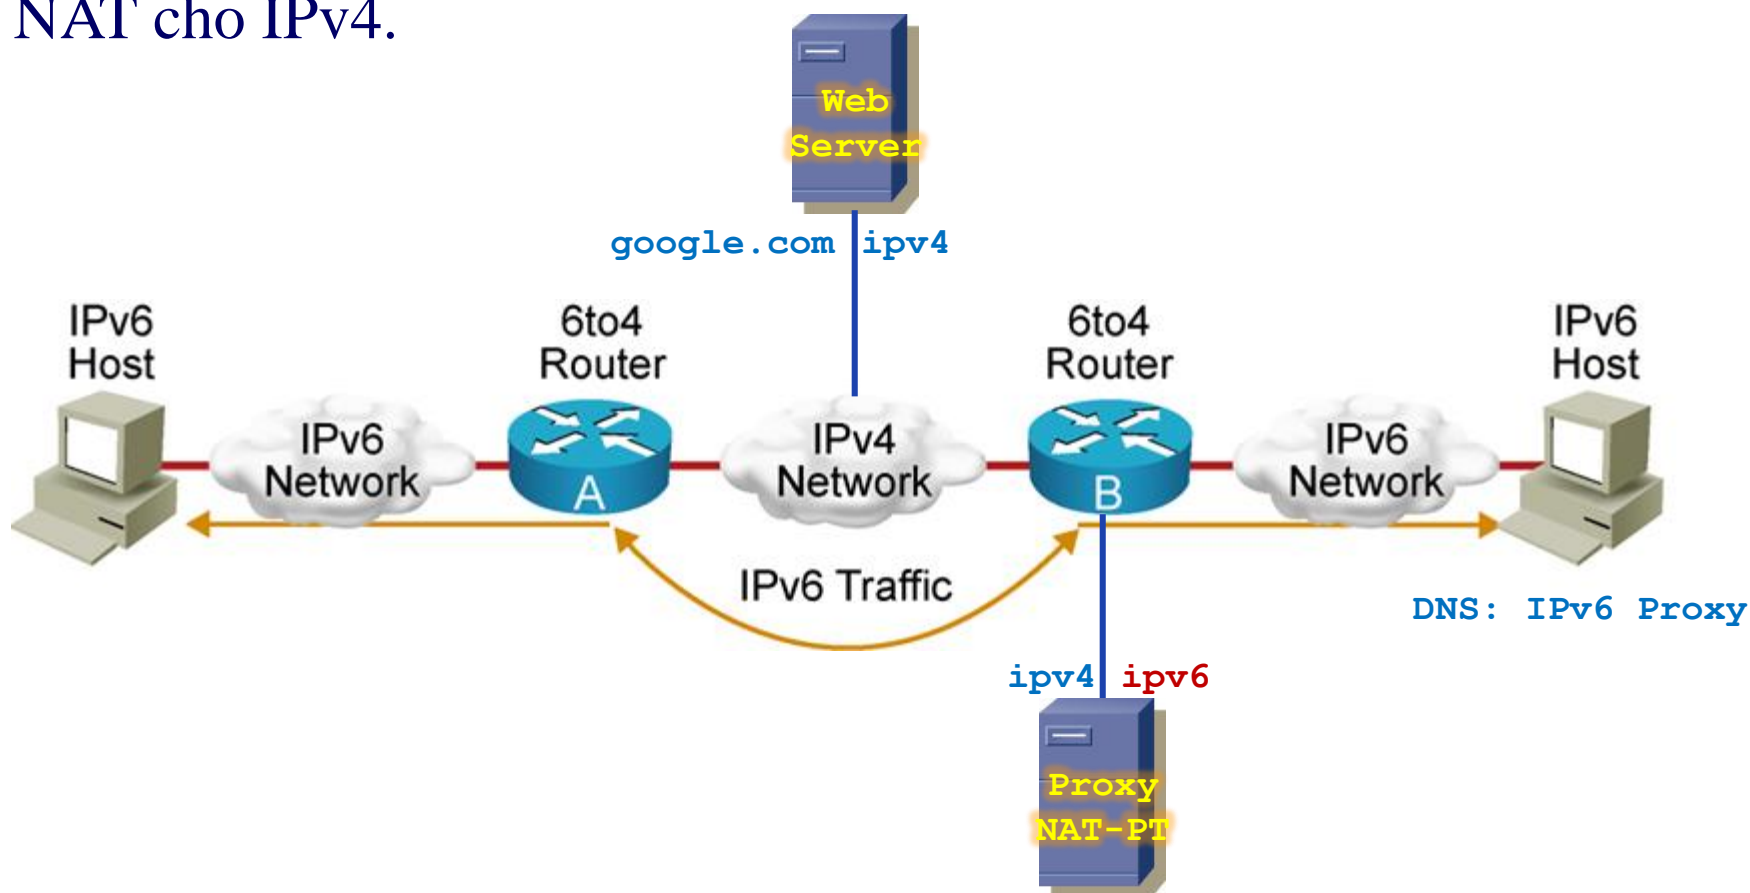 NAT cho IPv4.
Web
Server
google.com ipv4
IPv6
Host
6to4
Router
6to4
Router
IPv6
Host
IPv6
Network
A
IPv4
Network
B
IPv6
Network
IPv6 Traffic
DNS: IPv6 Proxy
ipv4 ipv6
Proxy
NAT-PT